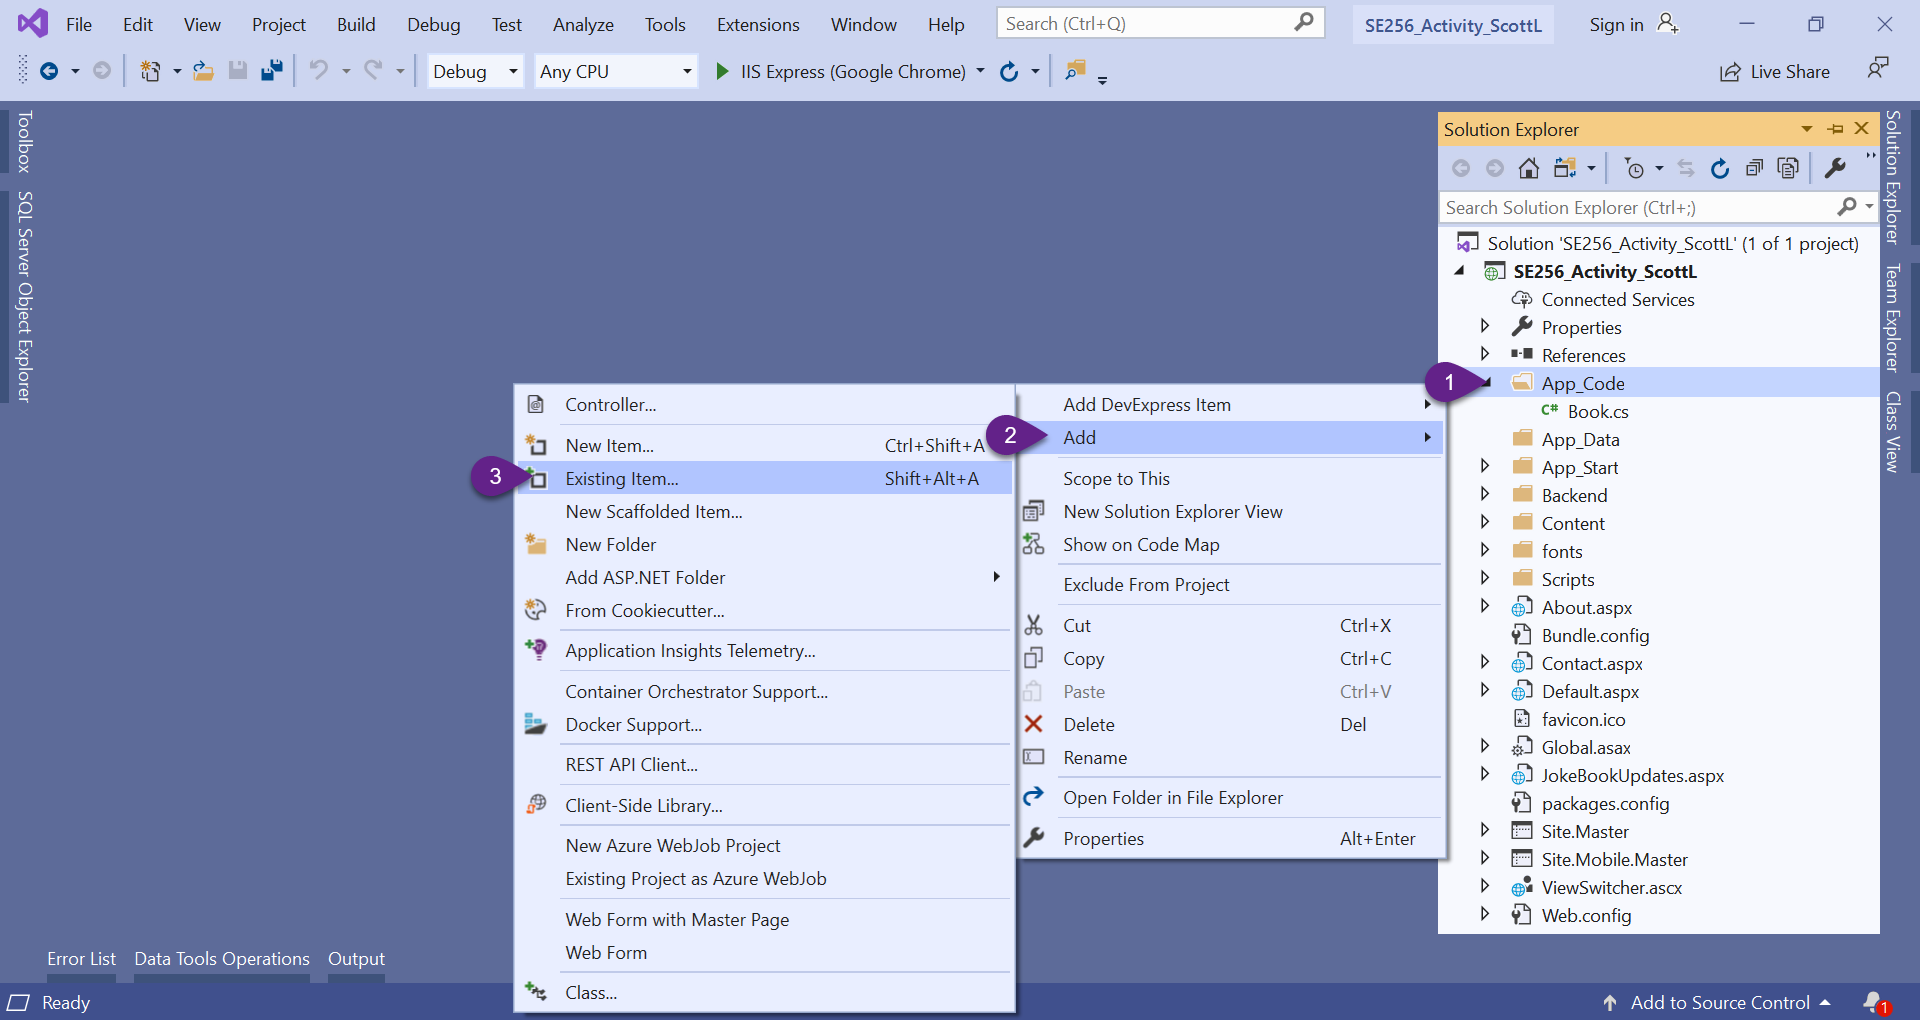 File Edit View Project Build Debug Test Analyze Tools Extensions Window Help Search (Ctrl+Q) SE256_Activity_ScottL Sign in
Debug Any CPU IIS Express (Google Chrome) Live Share
Toolbox
SQL Server Object Explorer
Controller...
New Item... Ctrl+Shift+A
3 Existing Item... Shift+Alt+A
New Scaffolded Item...
New Folder
Add ASP.NET Folder
From Cookiecutter...
Application Insights Telemetry...
Container Orchestrator Support...
Docker Support...
REST API Client...
Client-Side Library...
New Azure WebJob Project
Existing Project as Azure WebJob
Web Form with Master Page
Web Form
Class...
Add DevExpress Item
2 Add
Scope to This
New Solution Explorer View
Show on Code Map
Exclude From Project
Cut Ctrl+X
Copy Ctrl+C
Paste Ctrl+V
Delete Del
Rename
Open Folder in File Explorer
Properties Alt+Enter
Solution Explorer
Search Solution Explorer (Ctrl+;)
Solution 'SE256_Activity_ScottL' (1 of 1 project)
SE256_Activity_ScottL
Connected Services
Properties
References
1 App_Code
C# Book.cs
App_Data
App_Start
Backend
Content
fonts
Scripts
About.aspx
Bundle.config
Contact.aspx
Default.aspx
favicon.ico
Global.asax
JokeBookUpdates.aspx
packages.config
Site.Master
Site.Mobile.Master
ViewSwitcher.ascx
Web.config
Solution Explorer
Team Explorer
Class View
Error List Data Tools Operations Output
Ready Add to Source Control 1